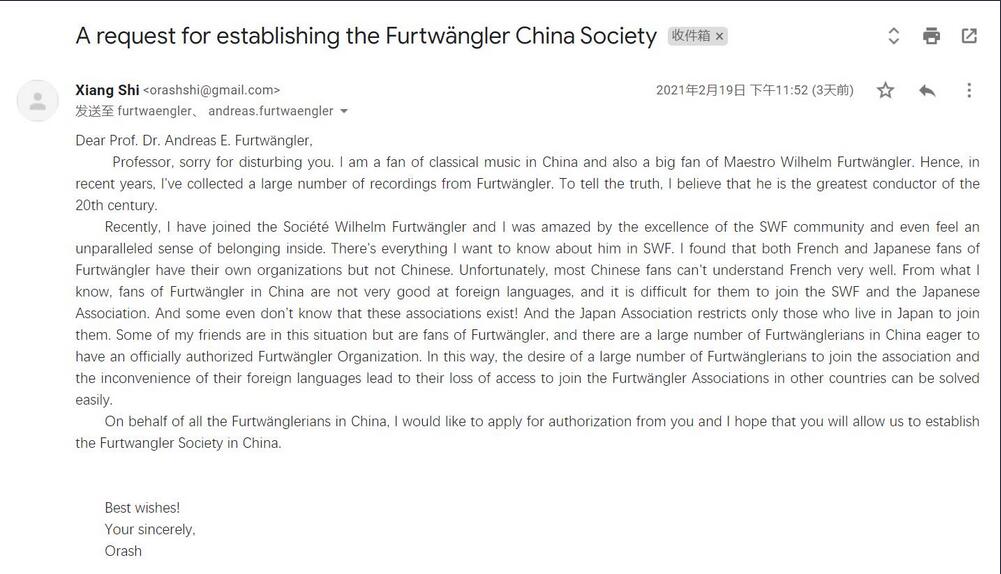 A request for establishing the Furtwängler China Society 收件箱 ×
Xiang Shi <orashshi@gmail.com> 2021年2月19日 下午11:52 (3天前)
发送至 furtwaengler、 andreas.furtwaengler
Dear Prof. Dr. Andreas E. Furtwängler,
Professor, sorry for disturbing you. I am a fan of classical music in China and also a big fan of Maestro Wilhelm Furtwängler. Hence, in
recent years, I've collected a large number of recordings from Furtwängler. To tell the truth, I believe that he is the greatest conductor of the
20th century.
Recently, I have joined the Société Wilhelm Furtwängler and I was amazed by the excellence of the SWF community and even feel an
unparalleled sense of belonging inside. There's everything I want to know about him in SWF. I found that both French and Japanese fans of
Furtwängler have their own organizations but not Chinese. Unfortunately, most Chinese fans can't understand French very well. From what I
know, fans of Furtwängler in China are not very good at foreign languages, and it is difficult for them to join the SWF and the Japanese
Association. And some even don't know that these associations exist! And the Japan Association restricts only those who live in Japan to join
them. Some of my friends are in this situation but are fans of Furtwängler, and there are a large number of Furtwänglerians in China eager to
have an officially authorized Furtwängler Organization. In this way, the desire of a large number of Furtwänglerians to join the association and
the inconvenience of their foreign languages lead to their loss of access to join the Furtwängler Associations in other countries can be solved
easily.
On behalf of all the Furtwänglerians in China, I would like to apply for authorization from you and I hope that you will allow us to establish
the Furtwangler Society in China.
Best wishes!
Your sincerely,
Orash